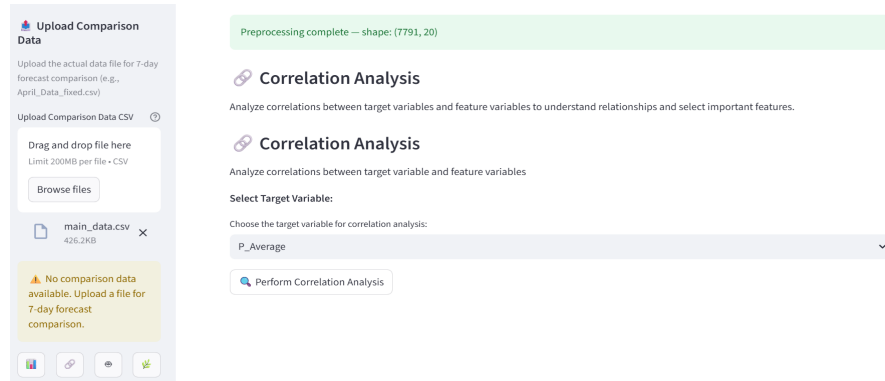 Upload Comparison
Data
Upload the actual data file for 7-day
forecast comparison (e.g.,
April_Data_fixed.csv)
Upload Comparison Data CSV
Drag and drop file here
Limit 200MB per file • CSV
Browse files
main_data.csv
426.2KB
No comparison data
available. Upload a file for
7-day forecast
comparison.
Preprocessing complete — shape: (7791, 20)
Correlation Analysis
Analyze correlations between target variables and feature variables to understand relationships and select important features.
Correlation Analysis
Analyze correlations between target variable and feature variables
Select Target Variable:
Choose the target variable for correlation analysis:
P_Average
Perform Correlation Analysis